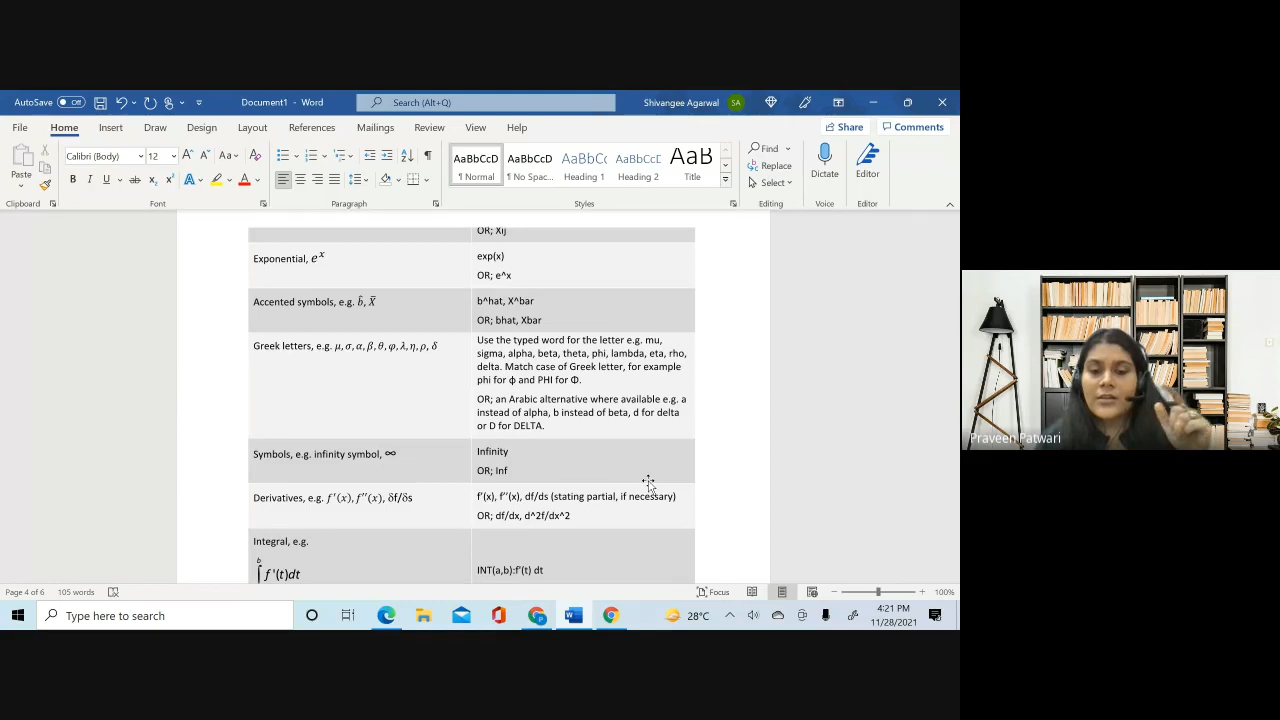 AutoSave Off Document1 - Word Search (Alt+Q) Shivangee Agarwal SA
File Home Insert Draw Design Layout References Mailings Review View Help Share Comments
Paste Calibri (Body) 12 A A Aa A
B I U ab x₂ x² A A
AaBbCcD AaBbCcD AaBbCc AaBbCcD AaB
¶ Normal ¶ No Spac... Heading 1 Heading 2 Title
Find
Replace
Select
Dictate
Editor
Clipboard Font Paragraph Styles Editing Voice Editor
OR; Xij
Exponential, eˣ
exp(x)
OR; e^x
Accented symbols, e.g. b̂, X̄
b^hat, X^bar
OR; bhat, Xbar
Greek letters, e.g. μ, σ, α, β, θ, φ, λ, η, ρ, δ
Use the typed word for the letter e.g. mu,
sigma, alpha, beta, theta, phi, lambda, eta, rho,
delta. Match case of Greek letter, for example
phi for ϕ and PHI for Φ.
OR; an Arabic alternative where available e.g. a
instead of alpha, b instead of beta, d for delta
or D for DELTA.
Symbols, e.g. infinity symbol, ∞
Infinity
OR; Inf
Derivatives, e.g. f′(x), f′′(x), δf/δs
f′(x), f′′(x), df/ds (stating partial, if necessary)
OR; df/dx, d^2f/dx^2
Integral, e.g.
b
∫ f '(t)dt
INT(a,b):f′(t) dt
Praveen Patwari
Page 4 of 6 105 words Focus 100%
Type here to search 28°C 4:21 PM
11/28/2021